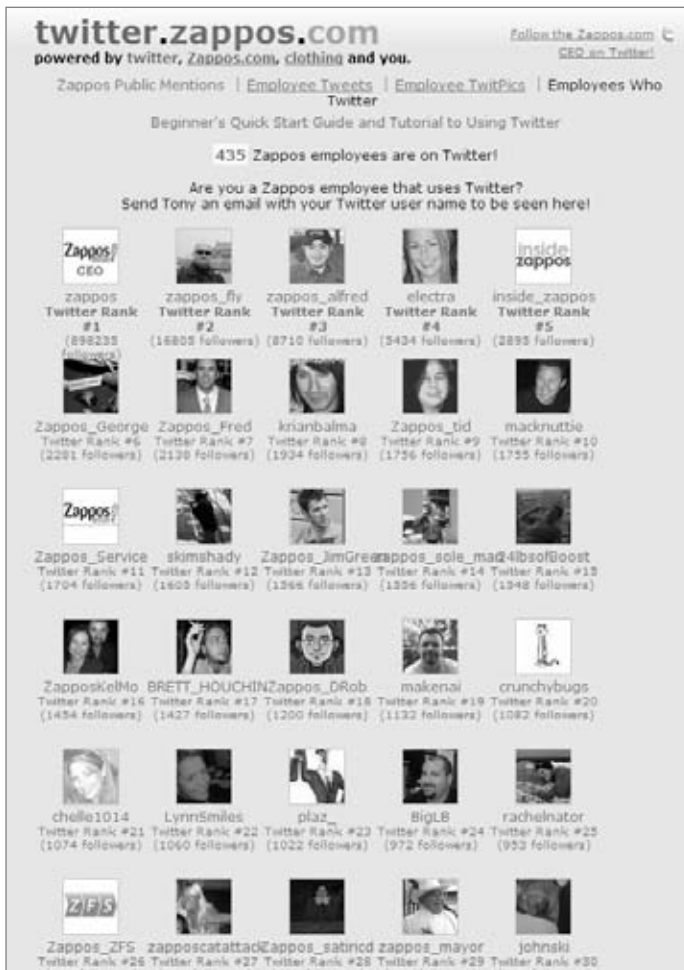 twitter.zappos.com
Follow the Zappos.com
CEO on Twitter!
powered by twitter, Zappos.com, clothing and you.
Zappos Public Mentions | Employee Tweets | Employee TwitPics | Employees Who
Twitter
Beginner's Quick Start Guide and Tutorial to Using Twitter
435 Zappos employees are on Twitter!
Are you a Zappos employee that uses Twitter?
Send Tony an email with your Twitter user name to be seen here!
Zappos CEO inside zappos
zappos zappos_fly zappos_alfred electra inside_zappos
Twitter Rank Twitter Rank Twitter Rank Twitter Rank Twitter Rank
#1 #2 #3 #4 #5
(898235 (16805 followers) (8710 followers) (5434 followers) (2895 followers)
followers)
Zappos_George Zappos_Fred krianbalma Zappos_tid macknuttie
Twitter Rank #6 Twitter Rank #7 Twitter Rank #8 Twitter Rank #9 Twitter Rank #10
(2281 followers) (2138 followers) (1934 followers) (1756 followers) (1755 followers)
Zappos
Zappos_Service skimshady Zappos_JimGreen zappos_sole_man 24lbsofBoost
Twitter Rank #11 Twitter Rank #12 Twitter Rank #13 Twitter Rank #14 Twitter Rank #15
(1704 followers) (1605 followers) (1566 followers) (1556 followers) (1548 followers)
ZapposKelMo BRETT_HOUCHIN Zappos_DRob makenai crunchybugs
Twitter Rank #16 Twitter Rank #17 Twitter Rank #18 Twitter Rank #19 Twitter Rank #20
(1454 followers) (1427 followers) (1200 followers) (1132 followers) (1082 followers)
chelle1014 LynnSmiles plaz_ BigLB rachelnator
Twitter Rank #21 Twitter Rank #22 Twitter Rank #23 Twitter Rank #24 Twitter Rank #25
(1074 followers) (1060 followers) (1022 followers) (972 followers) (953 followers)
ZFS
Zappos_ZFS zapposcatattack Zappos_satiricd zappos_mayor johnski
Twitter Rank #26 Twitter Rank #27 Twitter Rank #28 Twitter Rank #29 Twitter Rank #30